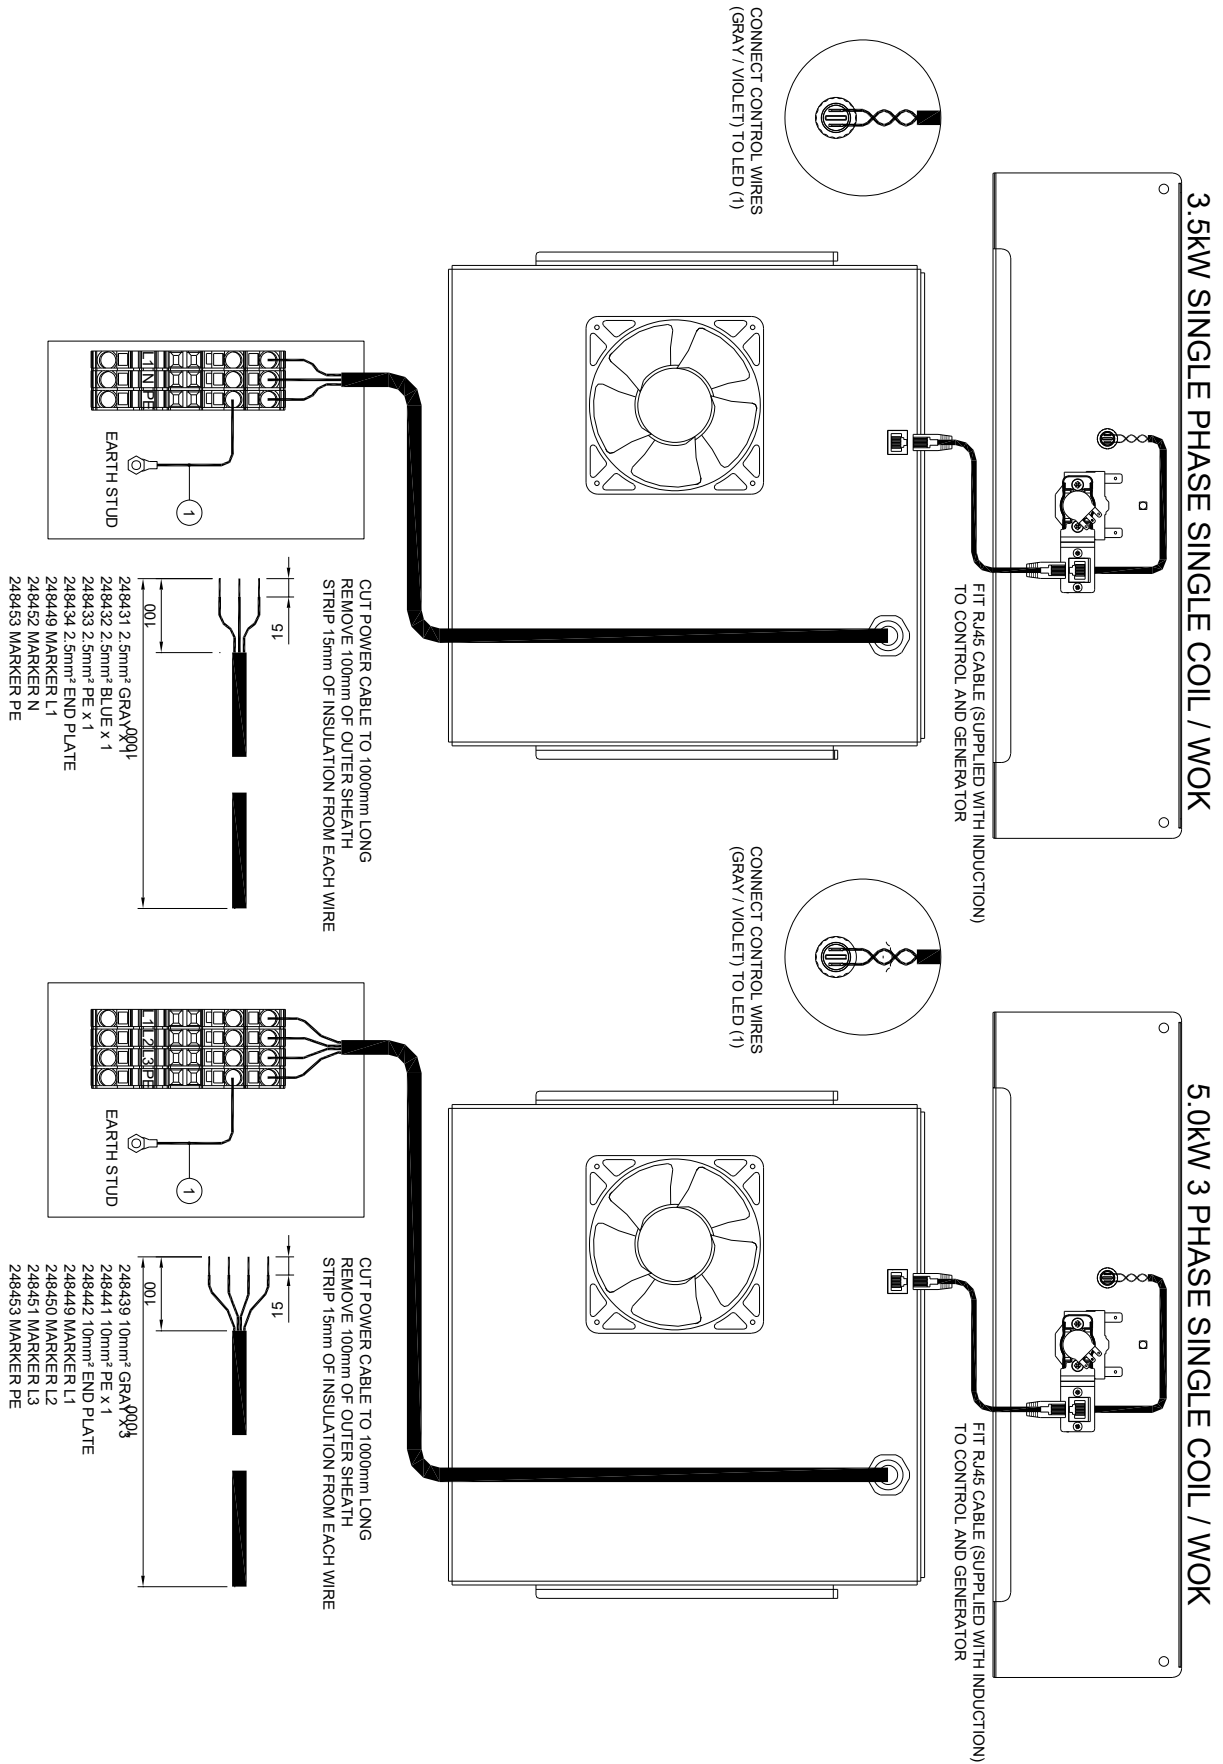 3.5kW SINGLE PHASE SINGLE COIL / WOK
FIT RJ45 CABLE (SUPPLIED WITH INDUCTION)
TO CONTROL AND GENERATOR
CONNECT CONTROL WIRES
(GRAY / VIOLET) TO LED (1)
CUT POWER CABLE TO 1000mm LONG
REMOVE 100mm OF OUTER SHEATH
STRIP 15mm OF INSULATION FROM EACH WIRE
L1 N PE
1
EARTH STUD
15
100
1000
248431 2.5mm² GRAY x 1
248432 2.5mm² BLUE x 1
248433 2.5mm² PE x 1
248434 2.5mm² END PLATE
248449 MARKER L1
248452 MARKER N
248453 MARKER PE
5.0kW 3 PHASE SINGLE COIL / WOK
FIT RJ45 CABLE (SUPPLIED WITH INDUCTION)
TO CONTROL AND GENERATOR
CONNECT CONTROL WIRES
(GRAY / VIOLET) TO LED (1)
CUT POWER CABLE TO 1000mm LONG
REMOVE 100mm OF OUTER SHEATH
STRIP 15mm OF INSULATION FROM EACH WIRE
L1 L2 L3 PE
1
EARTH STUD
15
100
1000
248439 10mm² GRAY x 3
248441 10mm² PE x 1
248442 10mm² END PLATE
248449 MARKER L1
248450 MARKER L2
248451 MARKER L3
248453 MARKER PE